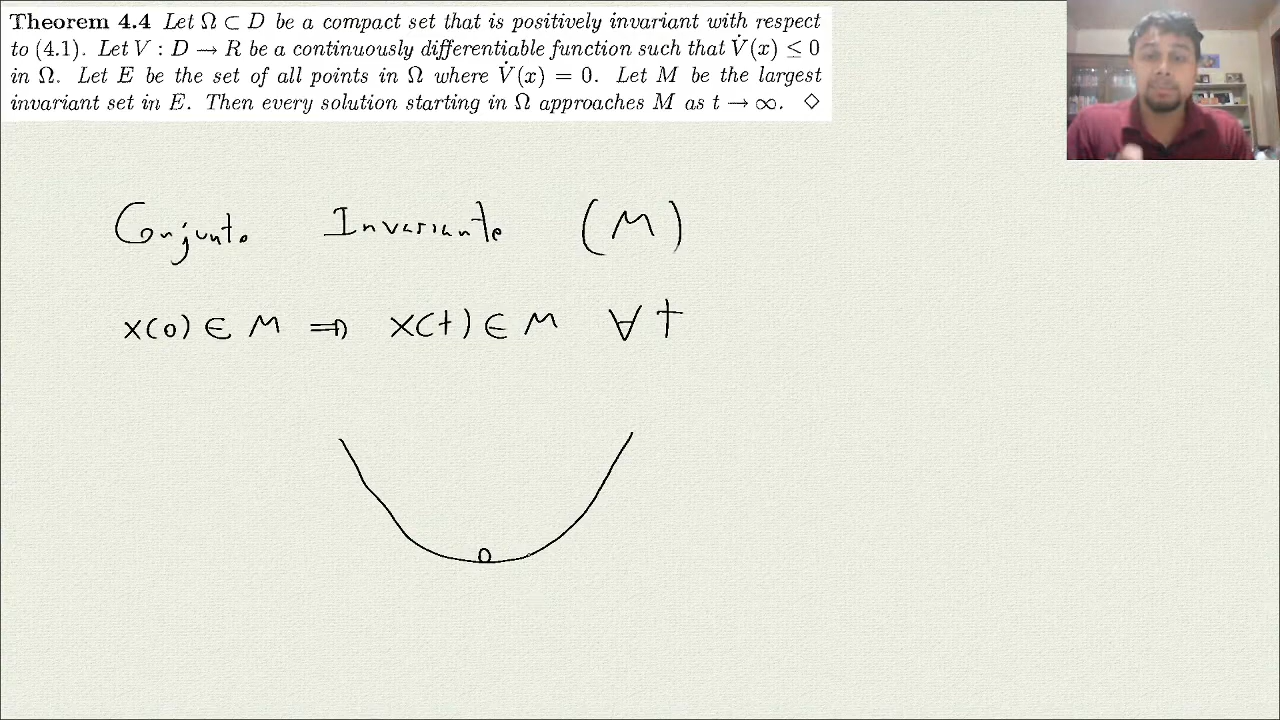 Theorem 4.4 Let Ω ⊂ D be a compact set that is positively invariant with respect
to (4.1). Let V : D → R be a continuously differentiable function such that V̇(x) ≤ 0
in Ω. Let E be the set of all points in Ω where V̇(x) = 0. Let M be the largest
invariant set in E. Then every solution starting in Ω approaches M as t → ∞. ◇
Conjunto Invariante (M)
x(0) ∈ M ⇒ x(t) ∈ M ∀ t